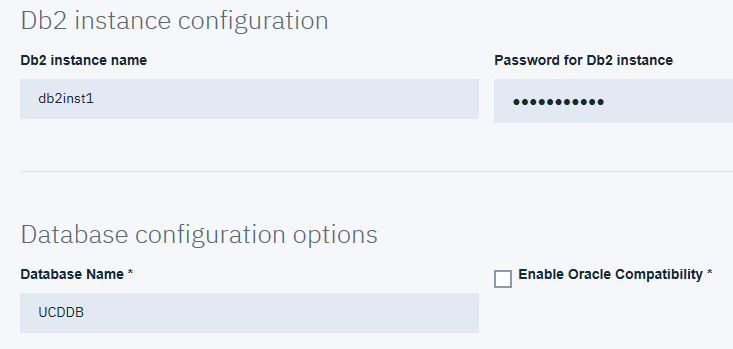 Db2 instance configuration
Db2 instance name
Password for Db2 instance
db2inst1
•••••••••••
Database configuration options
Database Name *
Enable Oracle Compatibility *
UCDDB